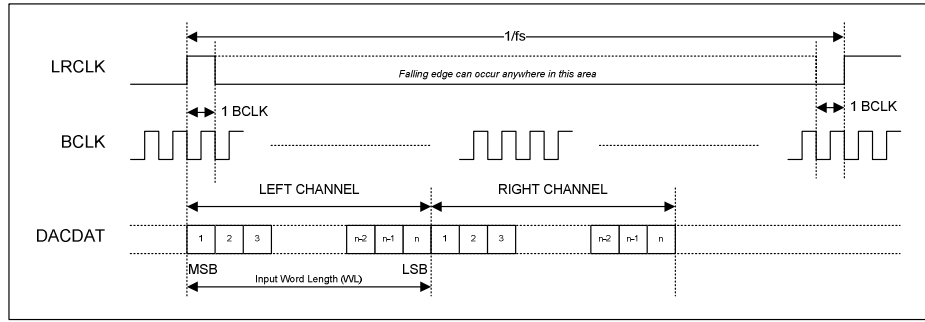 1/fs
LRCLK
Falling edge can occur anywhere in this area
1 BCLK
1 BCLK
BCLK
LEFT CHANNEL
RIGHT CHANNEL
DACDAT
1 2 3 n-2 n-1 n 1 2 3 n-2 n-1 n
MSB
LSB
Input Word Length (WL)